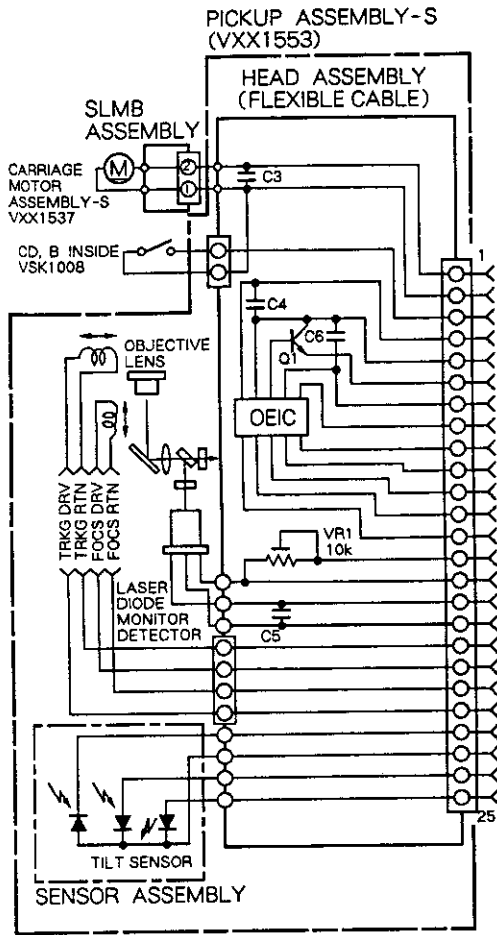 PICKUP ASSEMBLY-S
(VXX1553)
HEAD ASSEMBLY
(FLEXIBLE CABLE)
SLMB
ASSEMBLY
CARRIAGE
MOTOR
ASSEMBLY-S
VXX1537
M
2
1
C3
CD, B INSIDE
VSK1008
1
C4
C6
Q1
OBJECTIVE
LENS
OEIC
TRKG DRV
TRKG RTN
FOCS DRV
FOCS RTN
VR1
10k
LASER
DIODE
MONITOR
DETECTOR
C5
25
TILT SENSOR
SENSOR ASSEMBLY